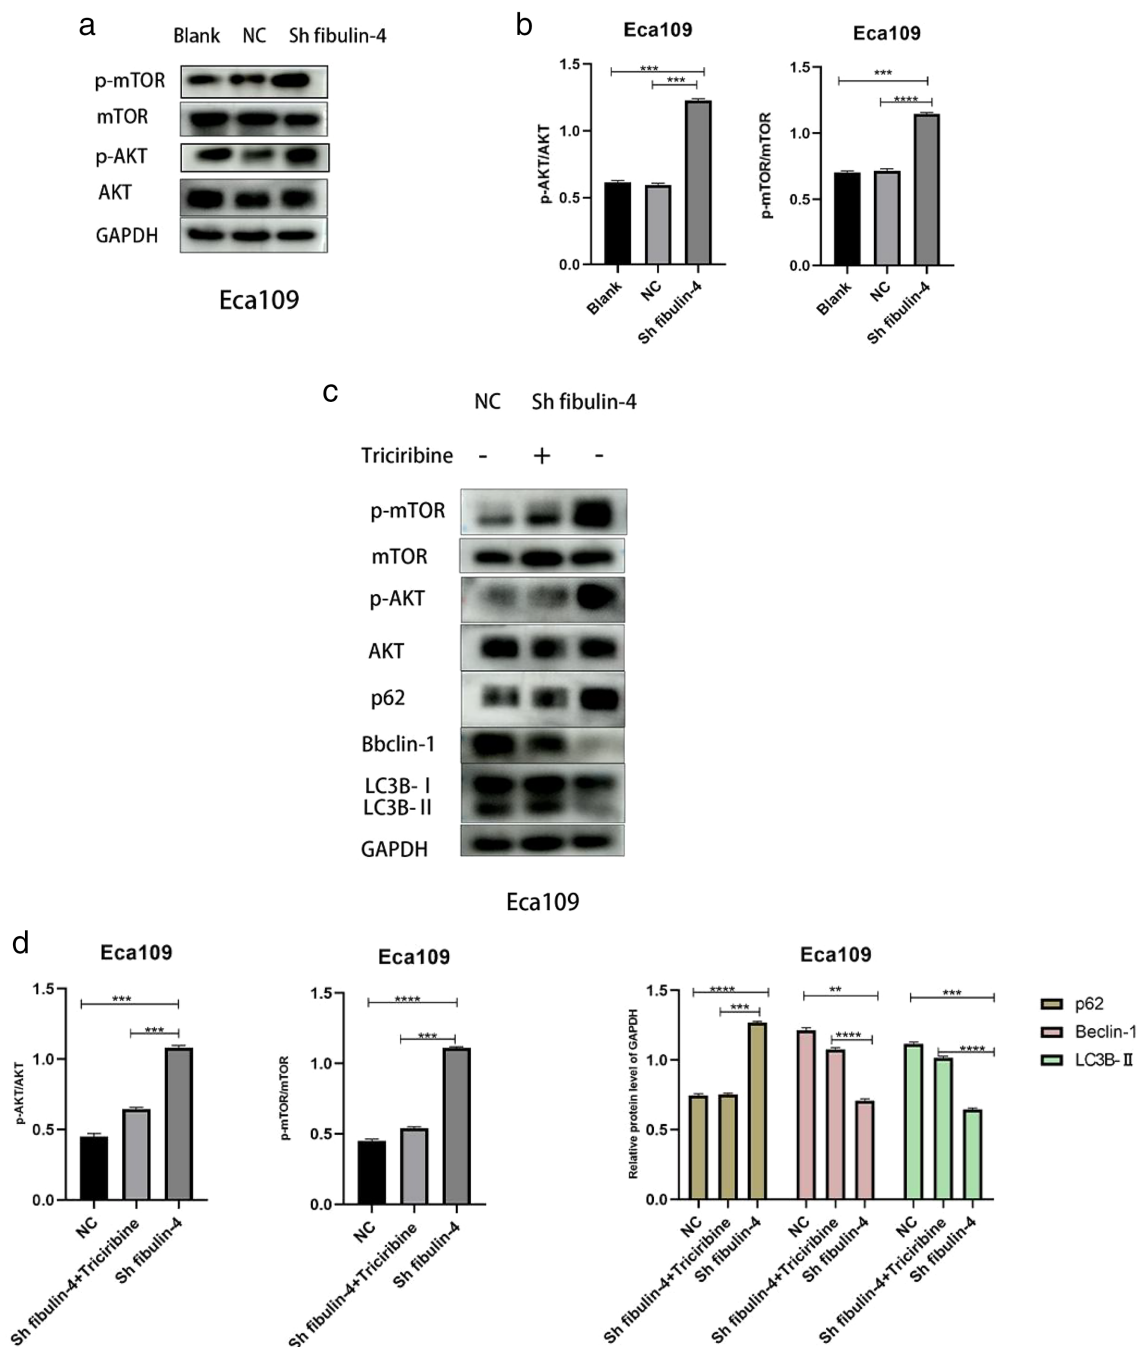 a
Blank NC Sh fibulin-4
p-mTOR
mTOR
p-AKT
AKT
GAPDH
Eca109
b
Eca109
p-AKT/AKT
1.5
1.0
0.5
0.0
*** 
***
Blank
NC
Sh fibulin-4
Eca109
p-mTOR/mTOR
1.5
1.0
0.5
0.0
***
****
Blank
NC
Sh fibulin-4
c
NC Sh fibulin-4
Triciribine - + -
p-mTOR
mTOR
p-AKT
AKT
p62
Bbclin-1
LC3B- I
LC3B- II
GAPDH
Eca109
d
Eca109
p-AKT/AKT
1.5
1.0
0.5
0.0
***
***
NC
Sh fibulin-4+Triciribine
Sh fibulin-4
Eca109
p-mTOR/mTOR
1.5
1.0
0.5
0.0
****
***
NC
Sh fibulin-4+Triciribine
Sh fibulin-4
Eca109
Relative protein level of GAPDH
1.5
1.0
0.5
0.0
****
***
**
****
***
****
NC
Sh fibulin-4+Triciribine
Sh fibulin-4
NC
Sh fibulin-4+Triciribine
Sh fibulin-4
NC
Sh fibulin-4+Triciribine
Sh fibulin-4
p62
Beclin-1
LC3B-Ⅱ